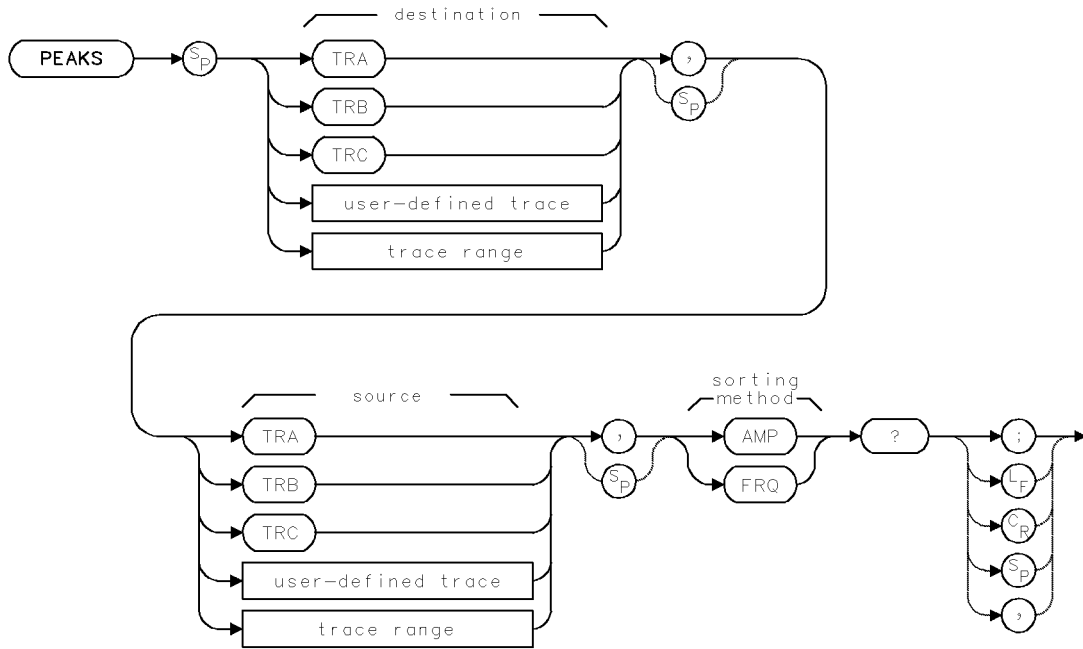 destination
PEAKS SP TRA ,
TRB SP
TRC
user-defined trace
trace range
source
sorting method
TRA , AMP ? ;
TRB SP FRQ LF
TRC CR
user-defined trace SP
trace range ,